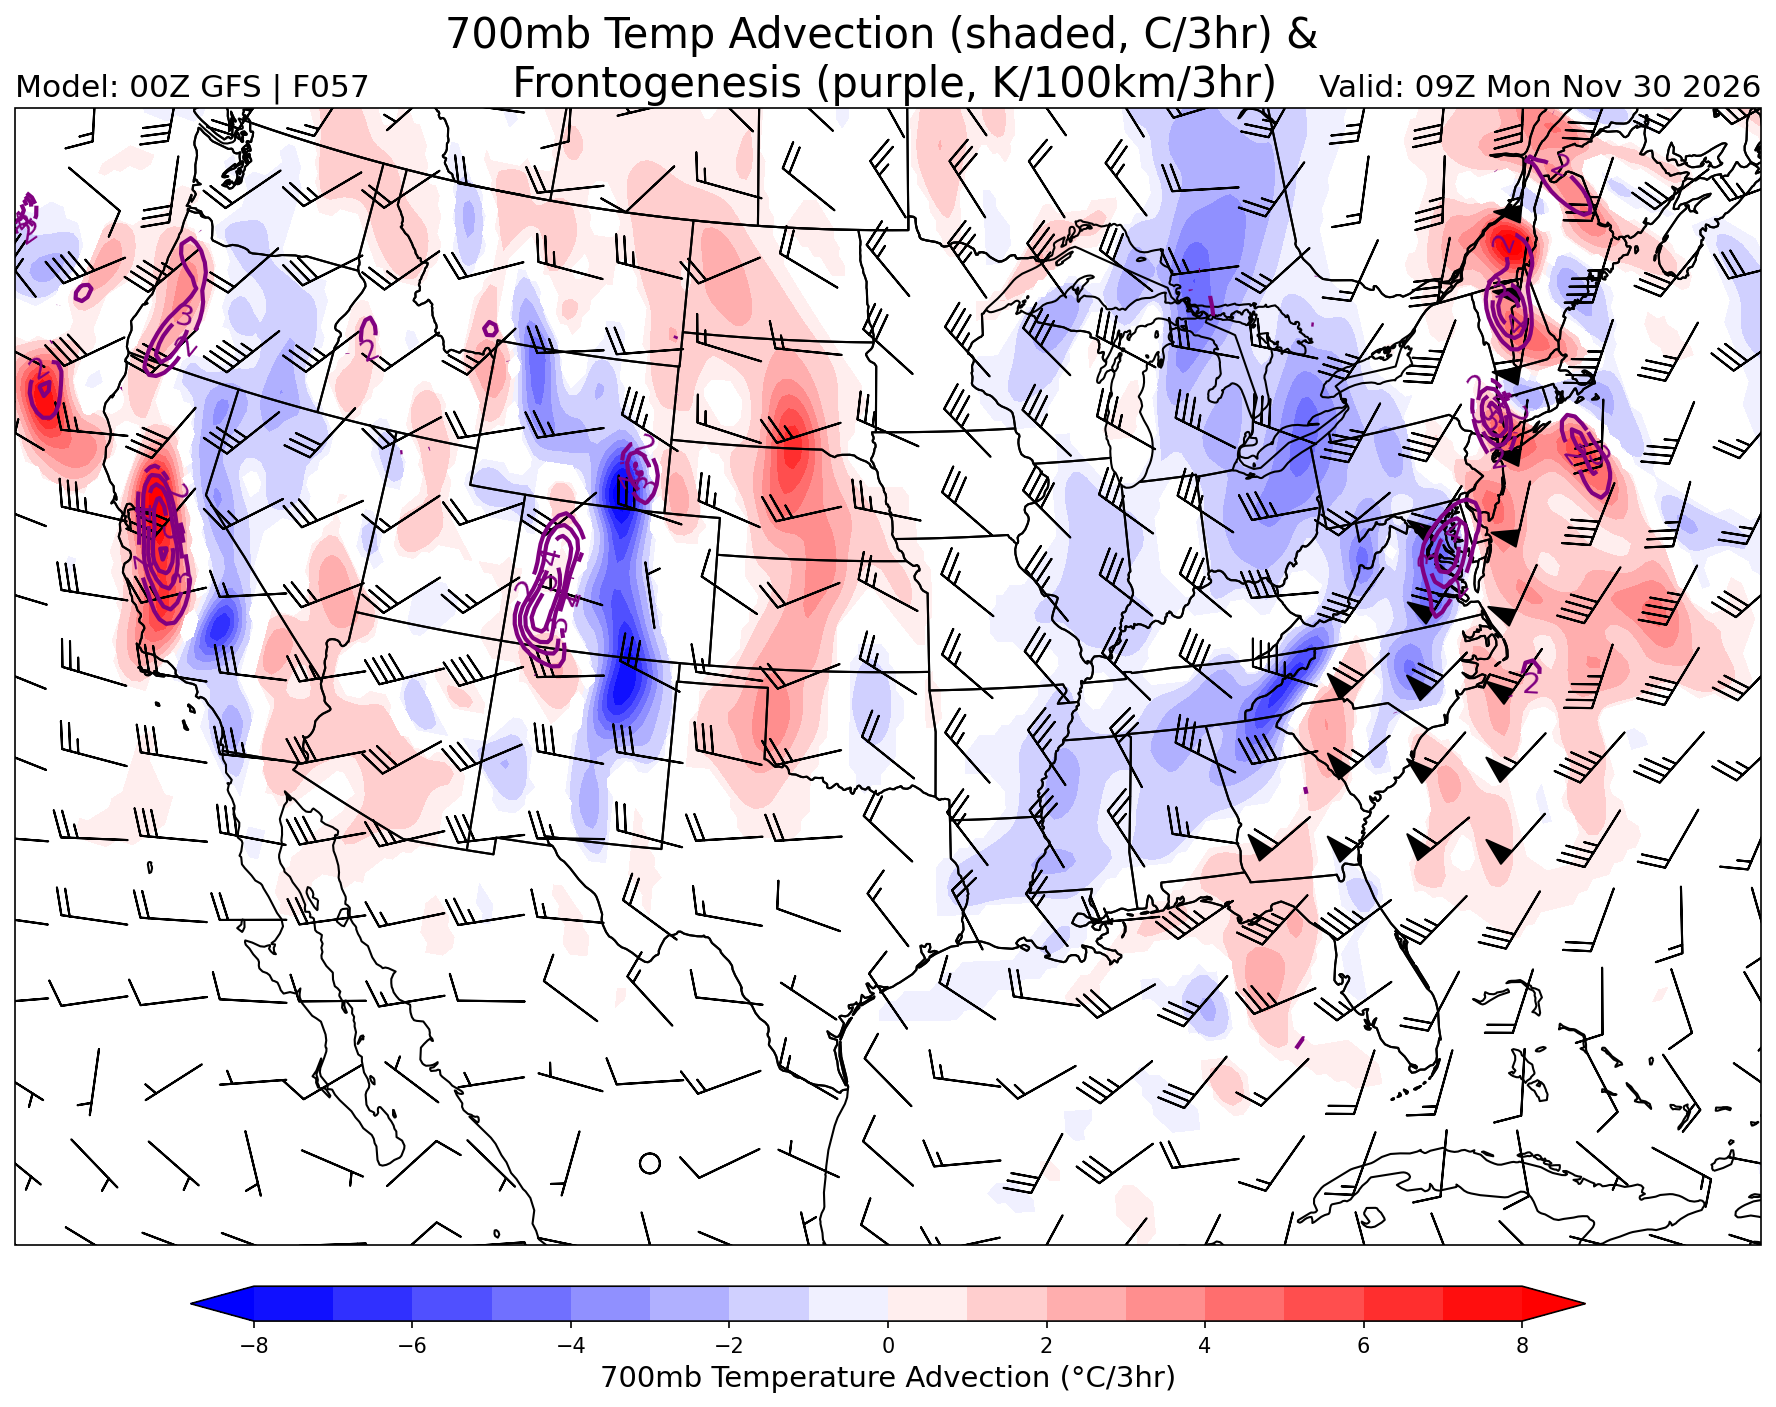 700mb Temp Advection (shaded, C/3hr) &
Model: 00Z GFS | F057
Frontogenesis (purple, K/100km/3hr)
Valid: 09Z Mon Nov 30 2026
−8 −6 −4 −2 0 2 4 6 8
700mb Temperature Advection (°C/3hr)